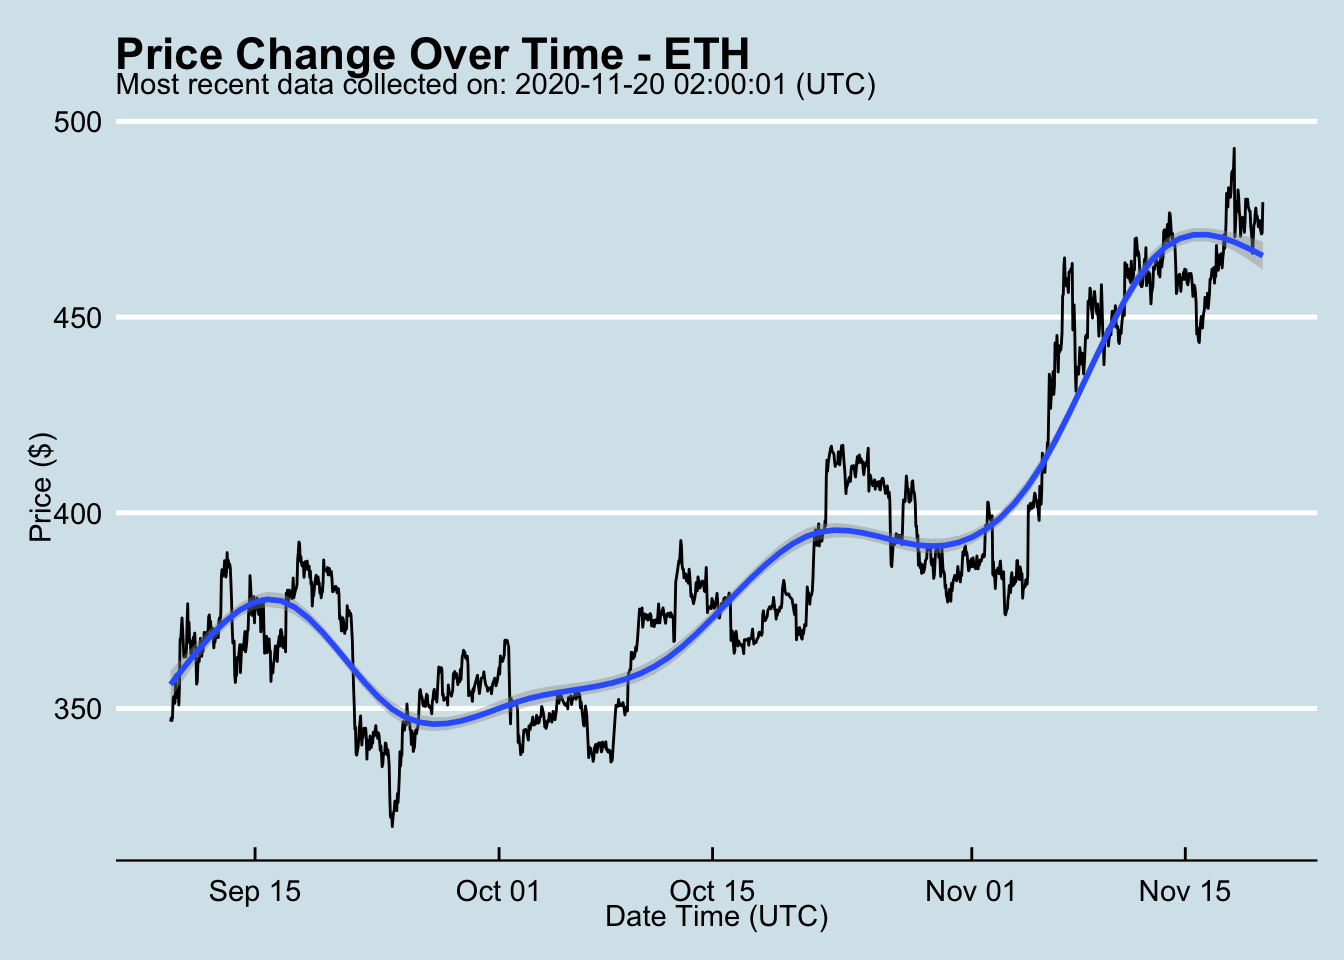 Price Change Over Time - ETH
Most recent data collected on: 2020-11-20 02:00:01 (UTC)
500
450
400
350
Price ($)
Sep 15
Oct 01
Oct 15
Nov 01
Nov 15
Date Time (UTC)